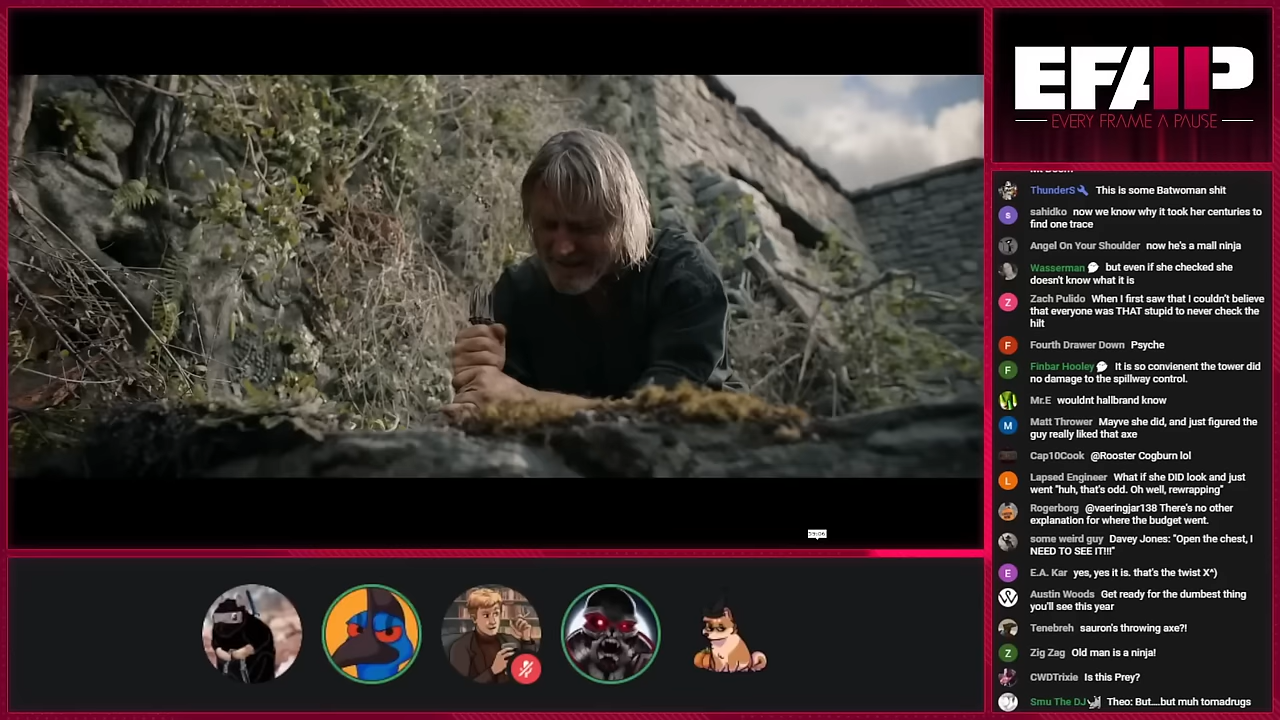 EFAP
EVERY FRAME A PAUSE
ThunderS This is some Batwoman shit
sahidko now we know why it took her centuries to
find one trace
Angel On Your Shoulder now he's a mall ninja
Wasserman but even if she checked she
doesn't know what it is
Zach Pulido When I first saw that I couldn't believe
that everyone was THAT stupid to never check the
hilt
Fourth Drawer Down Psyche
Finbar Hooley It is so convienent the tower did
no damage to the spillway control.
Mr.E wouldnt hallbrand know
Matt Thrower Mayve she did, and just figured the
guy really liked that axe
Cap10Cook @Rooster Cogburn lol
Lapsed Engineer What if she DID look and just
went "huh, that's odd. Oh well, rewrapping"
Rogerborg @vaeringjar138 There's no other
explanation for where the budget went.
some weird guy Davey Jones: "Open the chest, I
NEED TO SEE IT!!!"
E.A. Kar yes, yes it is. that's the twist X^)
Austin Woods Get ready for the dumbest thing
you'll see this year
Tenebreh sauron's throwing axe?!
Zig Zag Old man is a ninja!
CWDTrixie Is this Prey?
Smu The DJ Theo: But....but muh tomadrugs